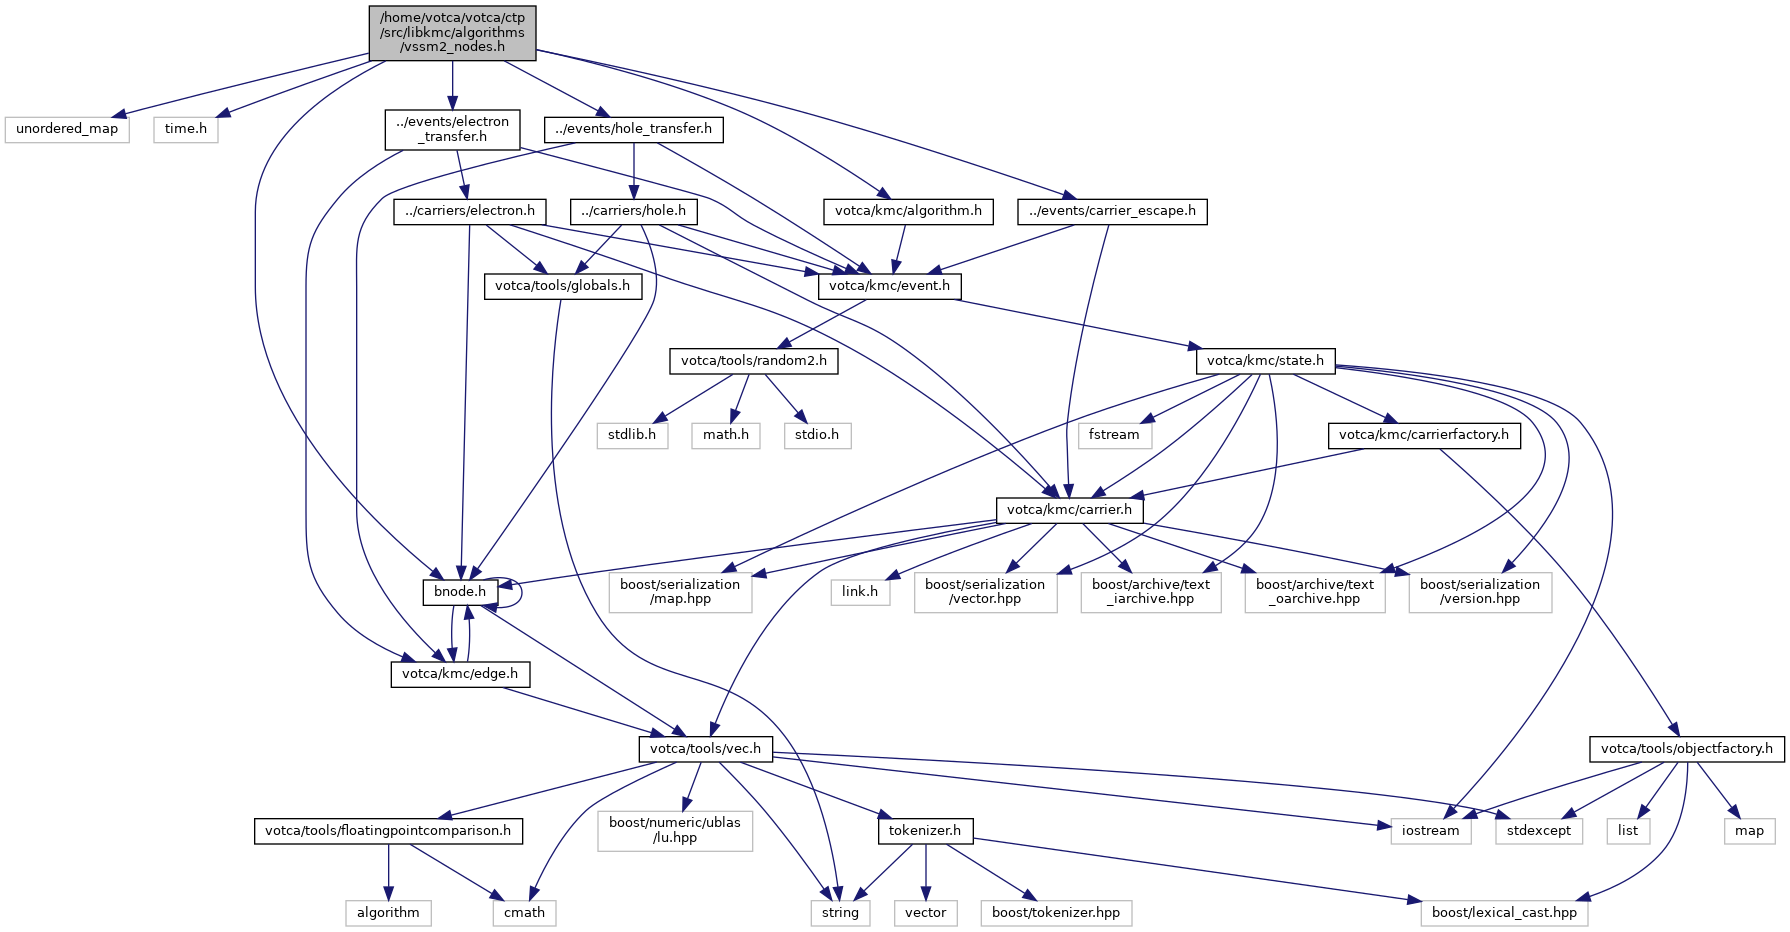 /home/votca/votca/ctp
/src/libkmc/algorithms
/vssm2_nodes.h
unordered_map
time.h
../events/electron
_transfer.h
../events/hole_transfer.h
../carriers/electron.h
../carriers/hole.h
votca/kmc/algorithm.h
../events/carrier_escape.h
votca/tools/globals.h
votca/kmc/event.h
votca/tools/random2.h
votca/kmc/state.h
stdlib.h
math.h
stdio.h
fstream
votca/kmc/carrierfactory.h
votca/kmc/carrier.h
bnode.h
boost/serialization
/map.hpp
link.h
boost/serialization
/vector.hpp
boost/archive/text
_iarchive.hpp
boost/archive/text
_oarchive.hpp
boost/serialization
/version.hpp
votca/kmc/edge.h
votca/tools/vec.h
votca/tools/objectfactory.h
votca/tools/floatingpointcomparison.h
boost/numeric/ublas
/lu.hpp
tokenizer.h
iostream
stdexcept
list
map
algorithm
cmath
string
vector
boost/tokenizer.hpp
boost/lexical_cast.hpp